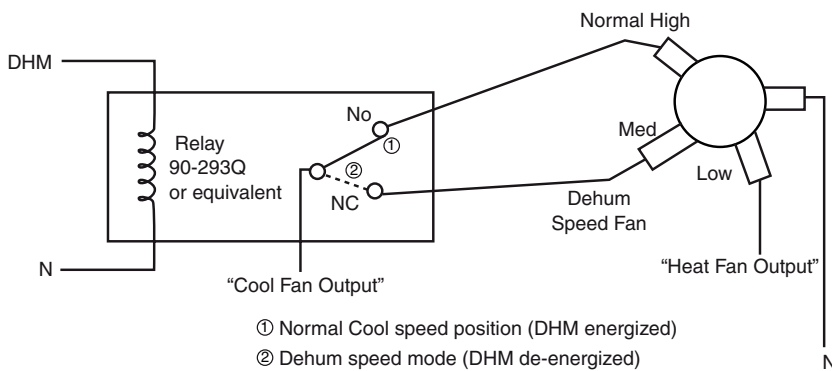 Normal High
DHM
No
①
Relay
90-293Q
or equivalent
②
NC
Med
Low
Dehum
Speed Fan
N
"Cool Fan Output"
"Heat Fan Output"
① Normal Cool speed position (DHM energized)
② Dehum speed mode (DHM de-energized)
N